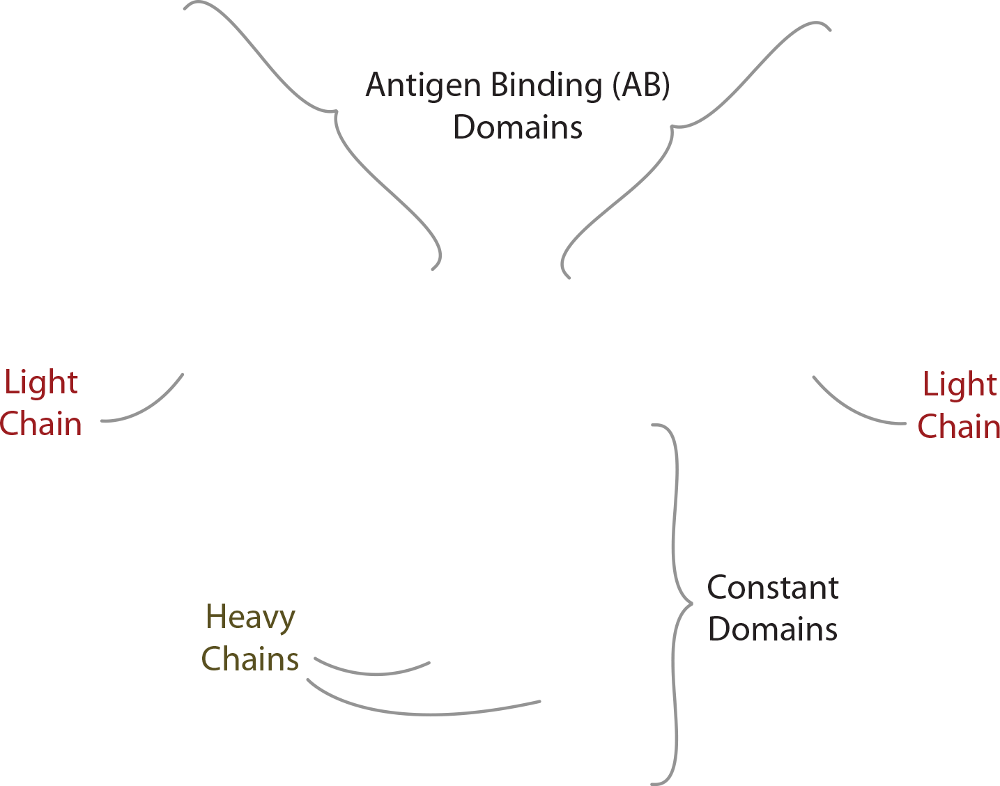 Antigen Binding (AB)
Domains
Light
Chain
Light
Chain
Constant
Domains
Heavy
Chains